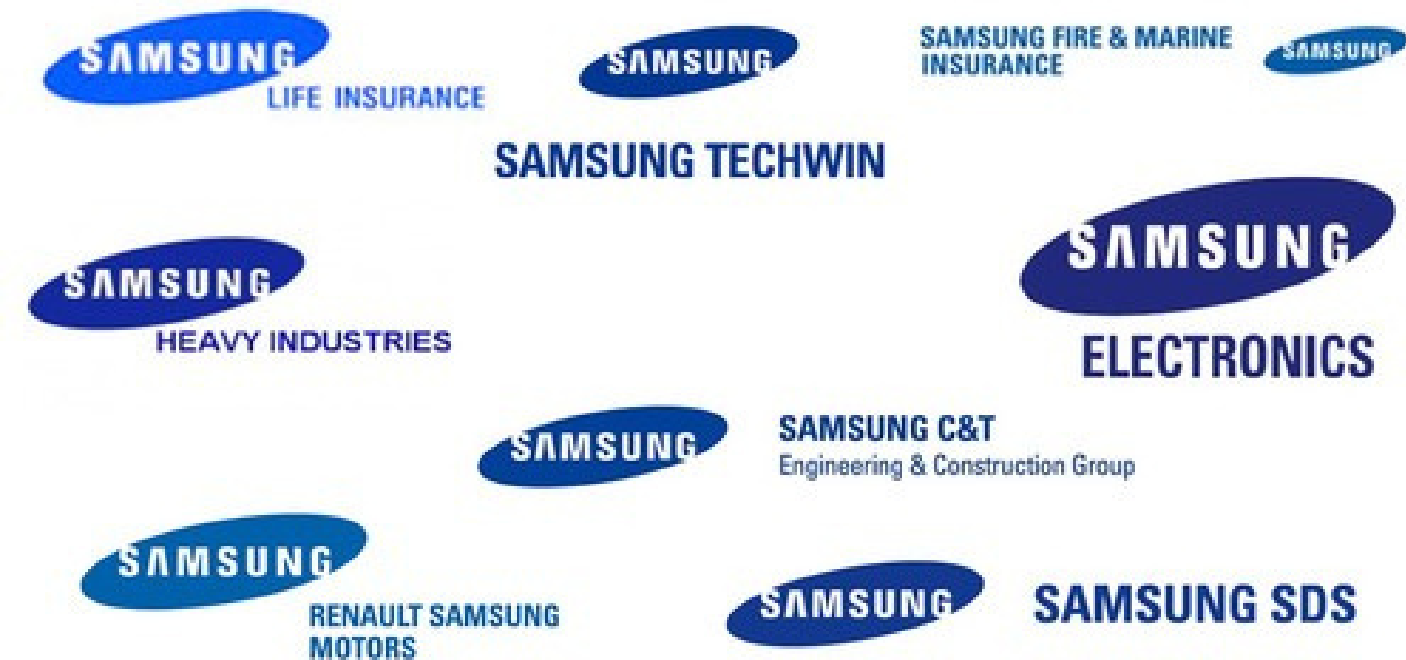 SAMSUNG
LIFE INSURANCE
SAMSUNG
SAMSUNG TECHWIN
SAMSUNG FIRE & MARINE
INSURANCE
SAMSUNG
SAMSUNG
HEAVY INDUSTRIES
SAMSUNG
ELECTRONICS
SAMSUNG
SAMSUNG C&T
Engineering & Construction Group
SAMSUNG
RENAULT SAMSUNG
MOTORS
SAMSUNG
SAMSUNG SDS